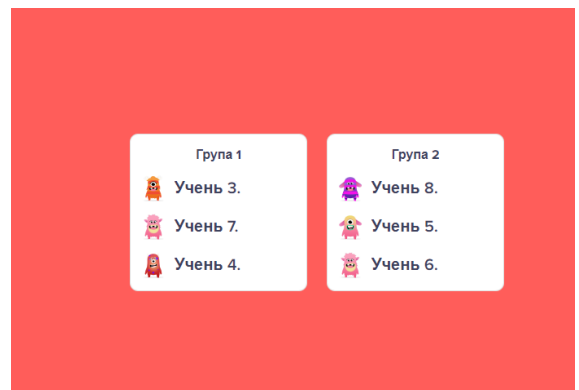 Група 1
Учень 3.
Учень 7.
Учень 4.
Група 2
Учень 8.
Учень 5.
Учень 6.